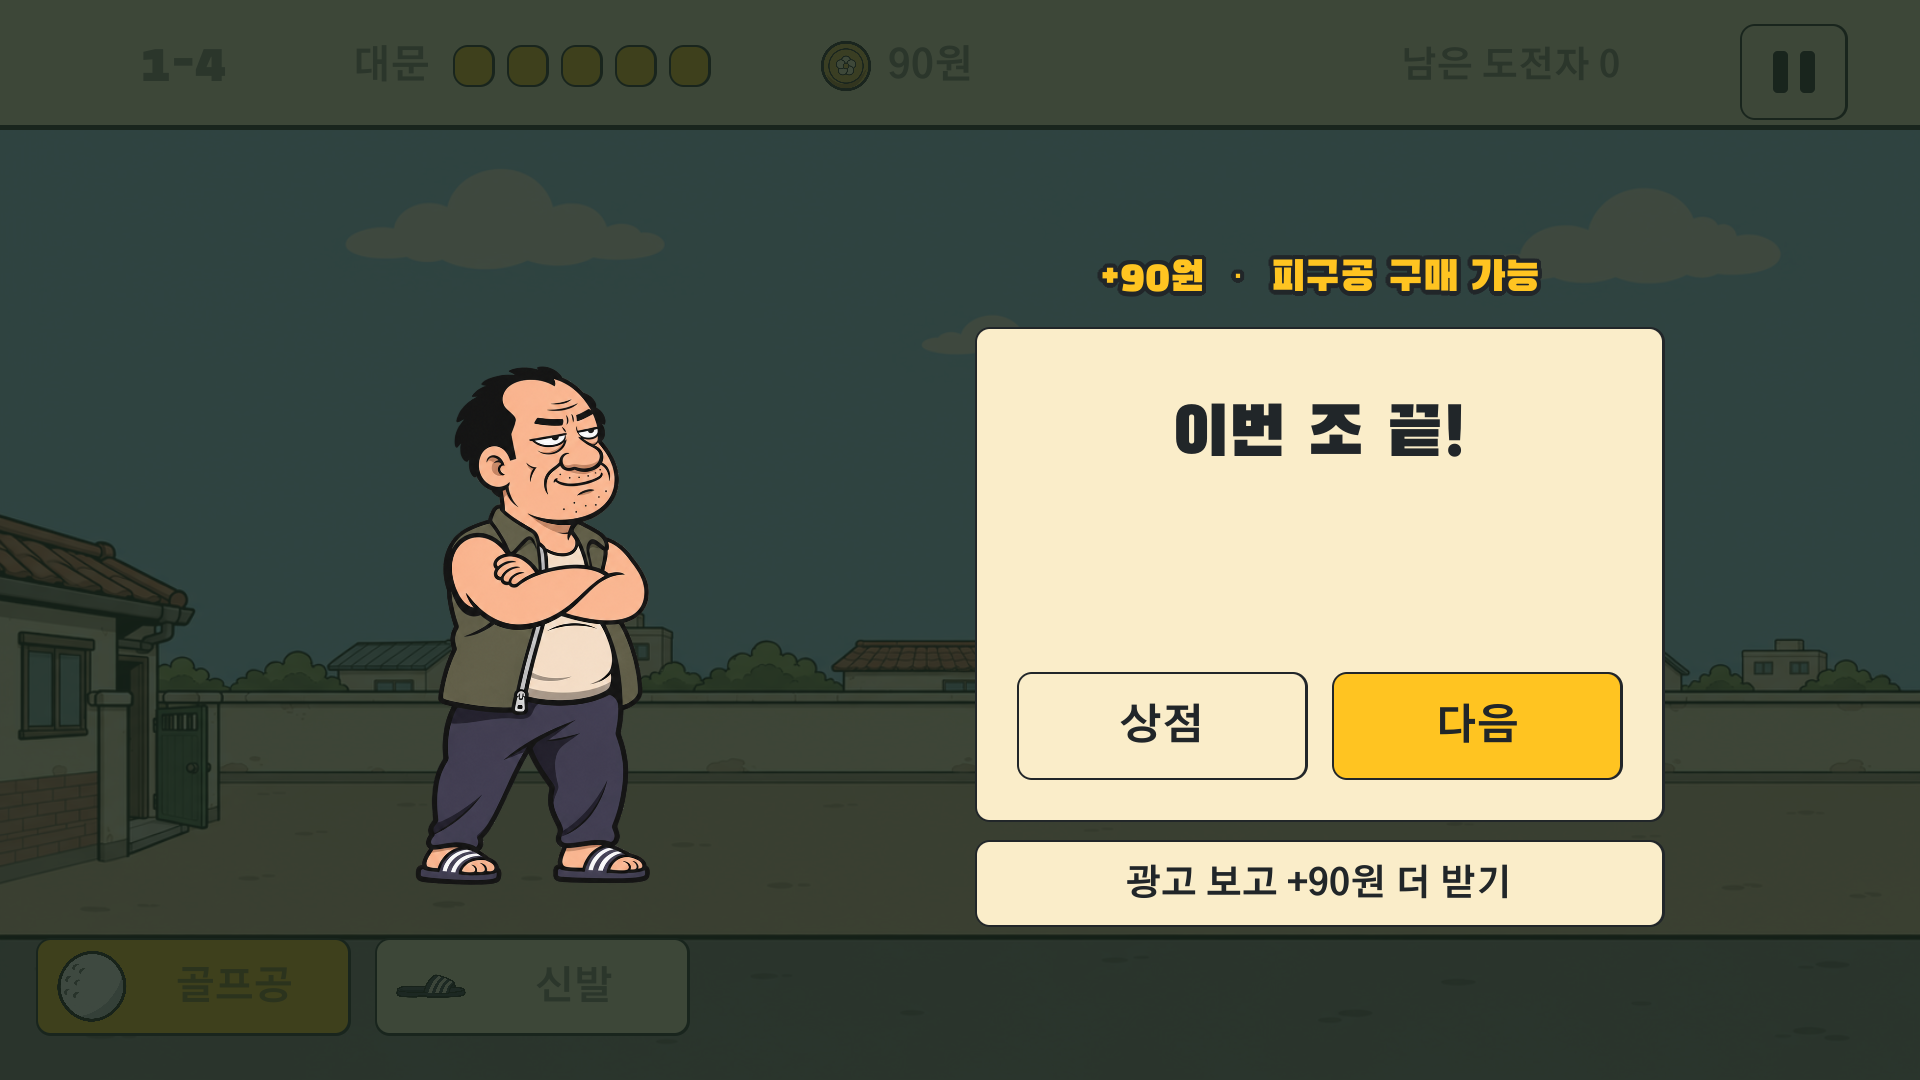 1-4
대문
90원
남은 도전자 0
+90원 · 피구공 구매 가능
이번 조 끝!
상점
다음
광고 보고 +90원 더 받기
골프공
신발